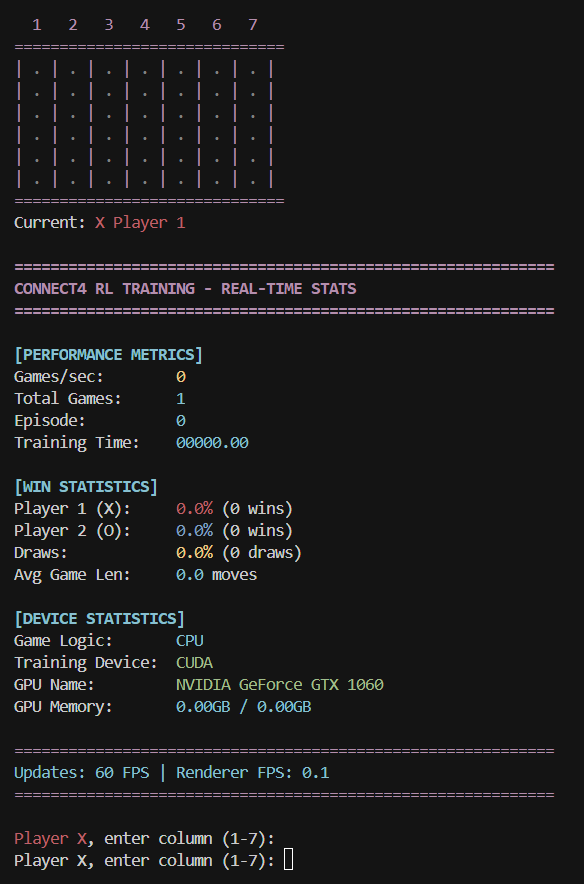 1 2 3 4 5 6 7
==============================
| . | . | . | . | . | . | . |
| . | . | . | . | . | . | . |
| . | . | . | . | . | . | . |
| . | . | . | . | . | . | . |
| . | . | . | . | . | . | . |
| . | . | . | . | . | . | . |
==============================
Current: X Player 1
============================================================
CONNECT4 RL TRAINING - REAL-TIME STATS
============================================================
[PERFORMANCE METRICS]
Games/sec: 0
Total Games: 1
Episode: 0
Training Time: 00000.00
[WIN STATISTICS]
Player 1 (X): 0.0% (0 wins)
Player 2 (O): 0.0% (0 wins)
Draws: 0.0% (0 draws)
Avg Game Len: 0.0 moves
[DEVICE STATISTICS]
Game Logic: CPU
Training Device: CUDA
GPU Name: NVIDIA GeForce GTX 1060
GPU Memory: 0.00GB / 0.00GB
============================================================
Updates: 60 FPS | Renderer FPS: 0.1
============================================================
Player X, enter column (1-7):
Player X, enter column (1-7):